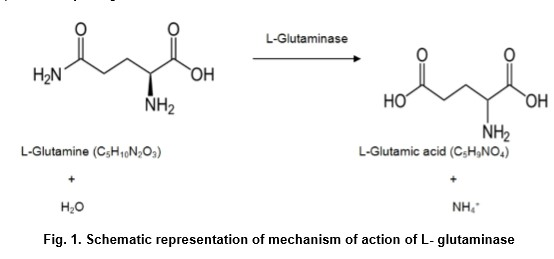 O
O
L-Glutaminase
H₂N
OH
NH₂
O
O
HO
OH
NH₂
L-Glutamine (C₅H₁₀N₂O₃)
L-Glutamic acid (C₅H₉NO₄)
+
+
H₂O
NH₄⁺
Fig. 1. Schematic representation of mechanism of action of L- glutaminase